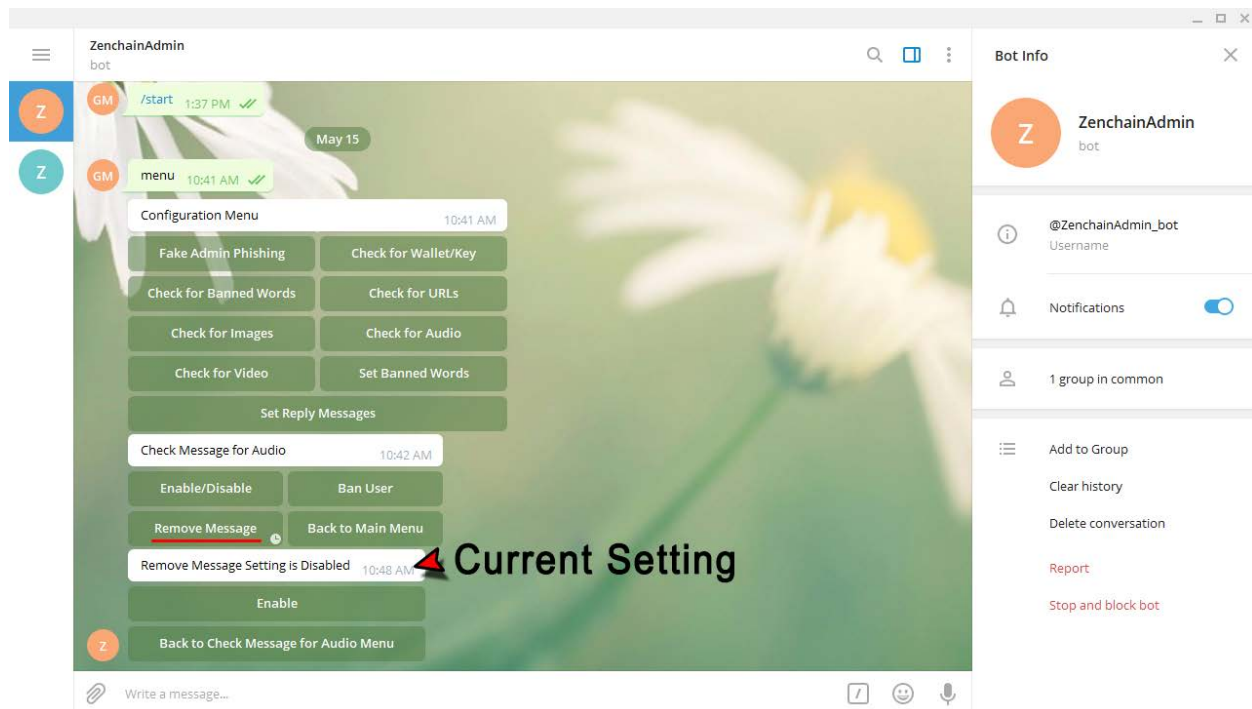 ZenchainAdmin
bot
Z
Z
GM
/start 1:37 PM
May 15
GM
menu 10:41 AM
Configuration Menu 10:41 AM
Fake Admin Phishing
Check for Wallet/Key
Check for Banned Words
Check for URLs
Check for Images
Check for Audio
Check for Video
Set Banned Words
Set Reply Messages
Check Message for Audio 10:42 AM
Enable/Disable
Ban User
Remove Message
Back to Main Menu
Remove Message Setting is Disabled 10:48 AM
Current Setting
Enable
Z
Back to Check Message for Audio Menu
Write a message...
/
Bot Info
Z
ZenchainAdmin
bot
@ZenchainAdmin_bot
Username
Notifications
1 group in common
Add to Group
Clear history
Delete conversation
Report
Stop and block bot